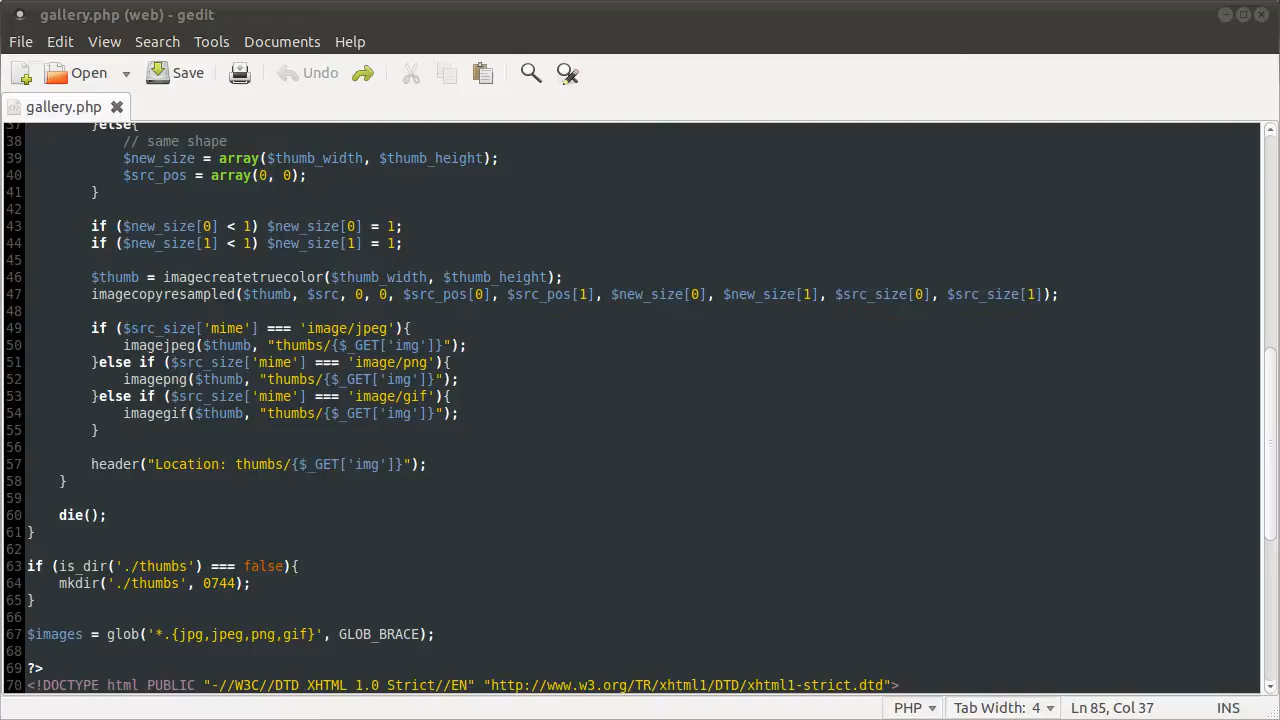 gallery.php (web) - gedit
File Edit View Search Tools Documents Help
Open Save Undo
gallery.php
37 }else{
38 // same shape
39 $new_size = array($thumb_width, $thumb_height);
40 $src_pos = array(0, 0);
41 }
42
43 if ($new_size[0] < 1) $new_size[0] = 1;
44 if ($new_size[1] < 1) $new_size[1] = 1;
45
46 $thumb = imagecreatetruecolor($thumb_width, $thumb_height);
47 imagecopyresampled($thumb, $src, 0, 0, $src_pos[0], $src_pos[1], $new_size[0], $new_size[1], $src_size[0], $src_size[1]);
48
49 if ($src_size['mime'] === 'image/jpeg'){
50 imagejpeg($thumb, "thumbs/{$_GET['img']}");
51 }else if ($src_size['mime'] === 'image/png'){
52 imagepng($thumb, "thumbs/{$_GET['img']}");
53 }else if ($src_size['mime'] === 'image/gif'){
54 imagegif($thumb, "thumbs/{$_GET['img']}");
55 }
56
57 header("Location: thumbs/{$_GET['img']}");
58 }
59
60 die();
61 }
62
63 if (is_dir('./thumbs') === false){
64 mkdir('./thumbs', 0744);
65 }
66
67 $images = glob('*.{jpg,jpeg,png,gif}', GLOB_BRACE);
68
69 ?>
70 <!DOCTYPE html PUBLIC "-//W3C//DTD XHTML 1.0 Strict//EN" "http://www.w3.org/TR/xhtml1/DTD/xhtml1-strict.dtd">
PHP Tab Width: 4 Ln 85, Col 37 INS